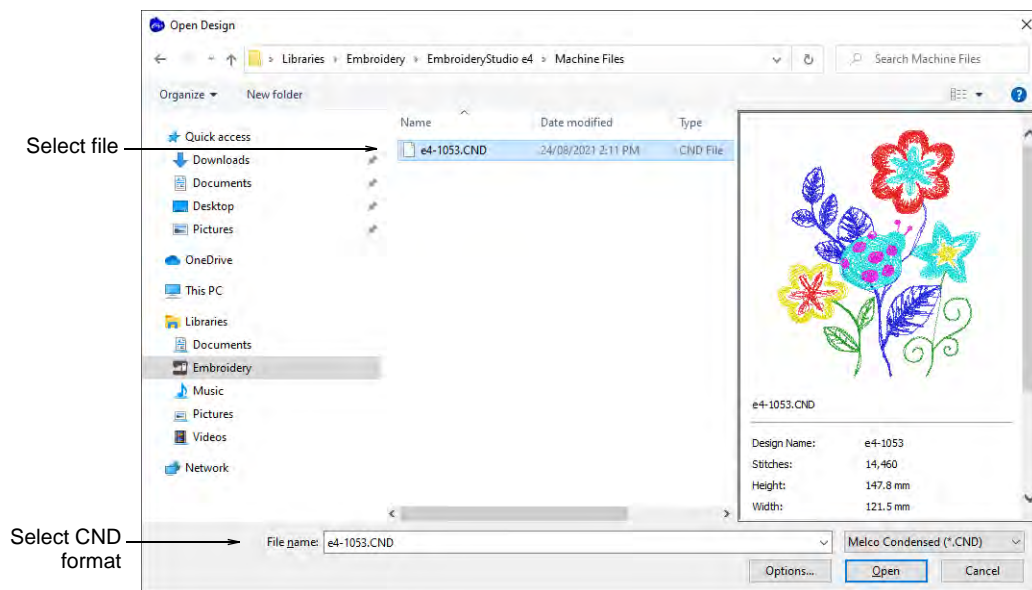 Open Design
Libraries > Embroidery > EmbroideryStudio e4 > Machine Files
Search Machine Files
Organize
New folder
Name
Date modified
Type
Select file
Quick access
e4-1053.CND
24/08/2021 2:11 PM
CND File
Downloads
Documents
Desktop
Pictures
OneDrive
This PC
Libraries
Documents
Embroidery
Music
Pictures
Videos
Network
e4-1053.CND
Design Name: e4-1053
Stitches: 14,460
Height: 147.8 mm
Width: 121.5 mm
Select CND
format
File name: e4-1053.CND
Melco Condensed (*.CND)
Options...
Open
Cancel